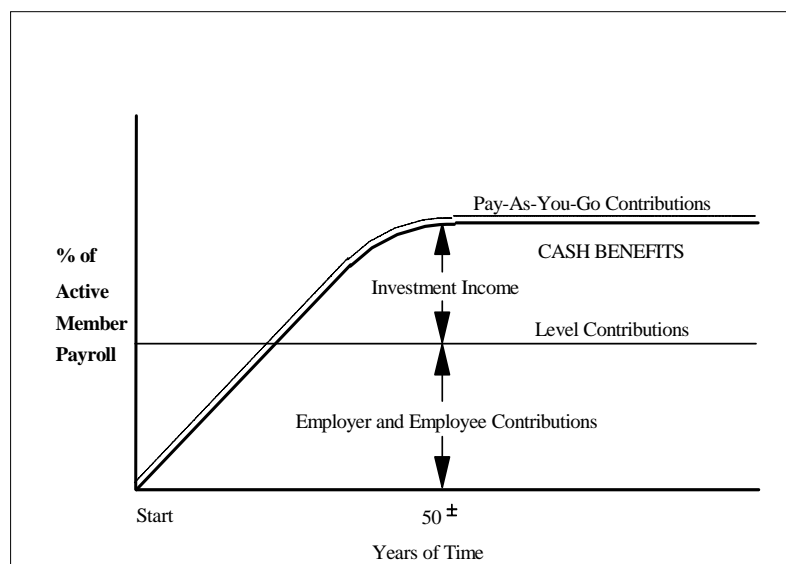 Pay-As-You-Go Contributions
CASH BENEFITS
% of
Active
Member
Payroll
Investment Income
Level Contributions
Employer and Employee Contributions
Start
50 ±
Years of Time